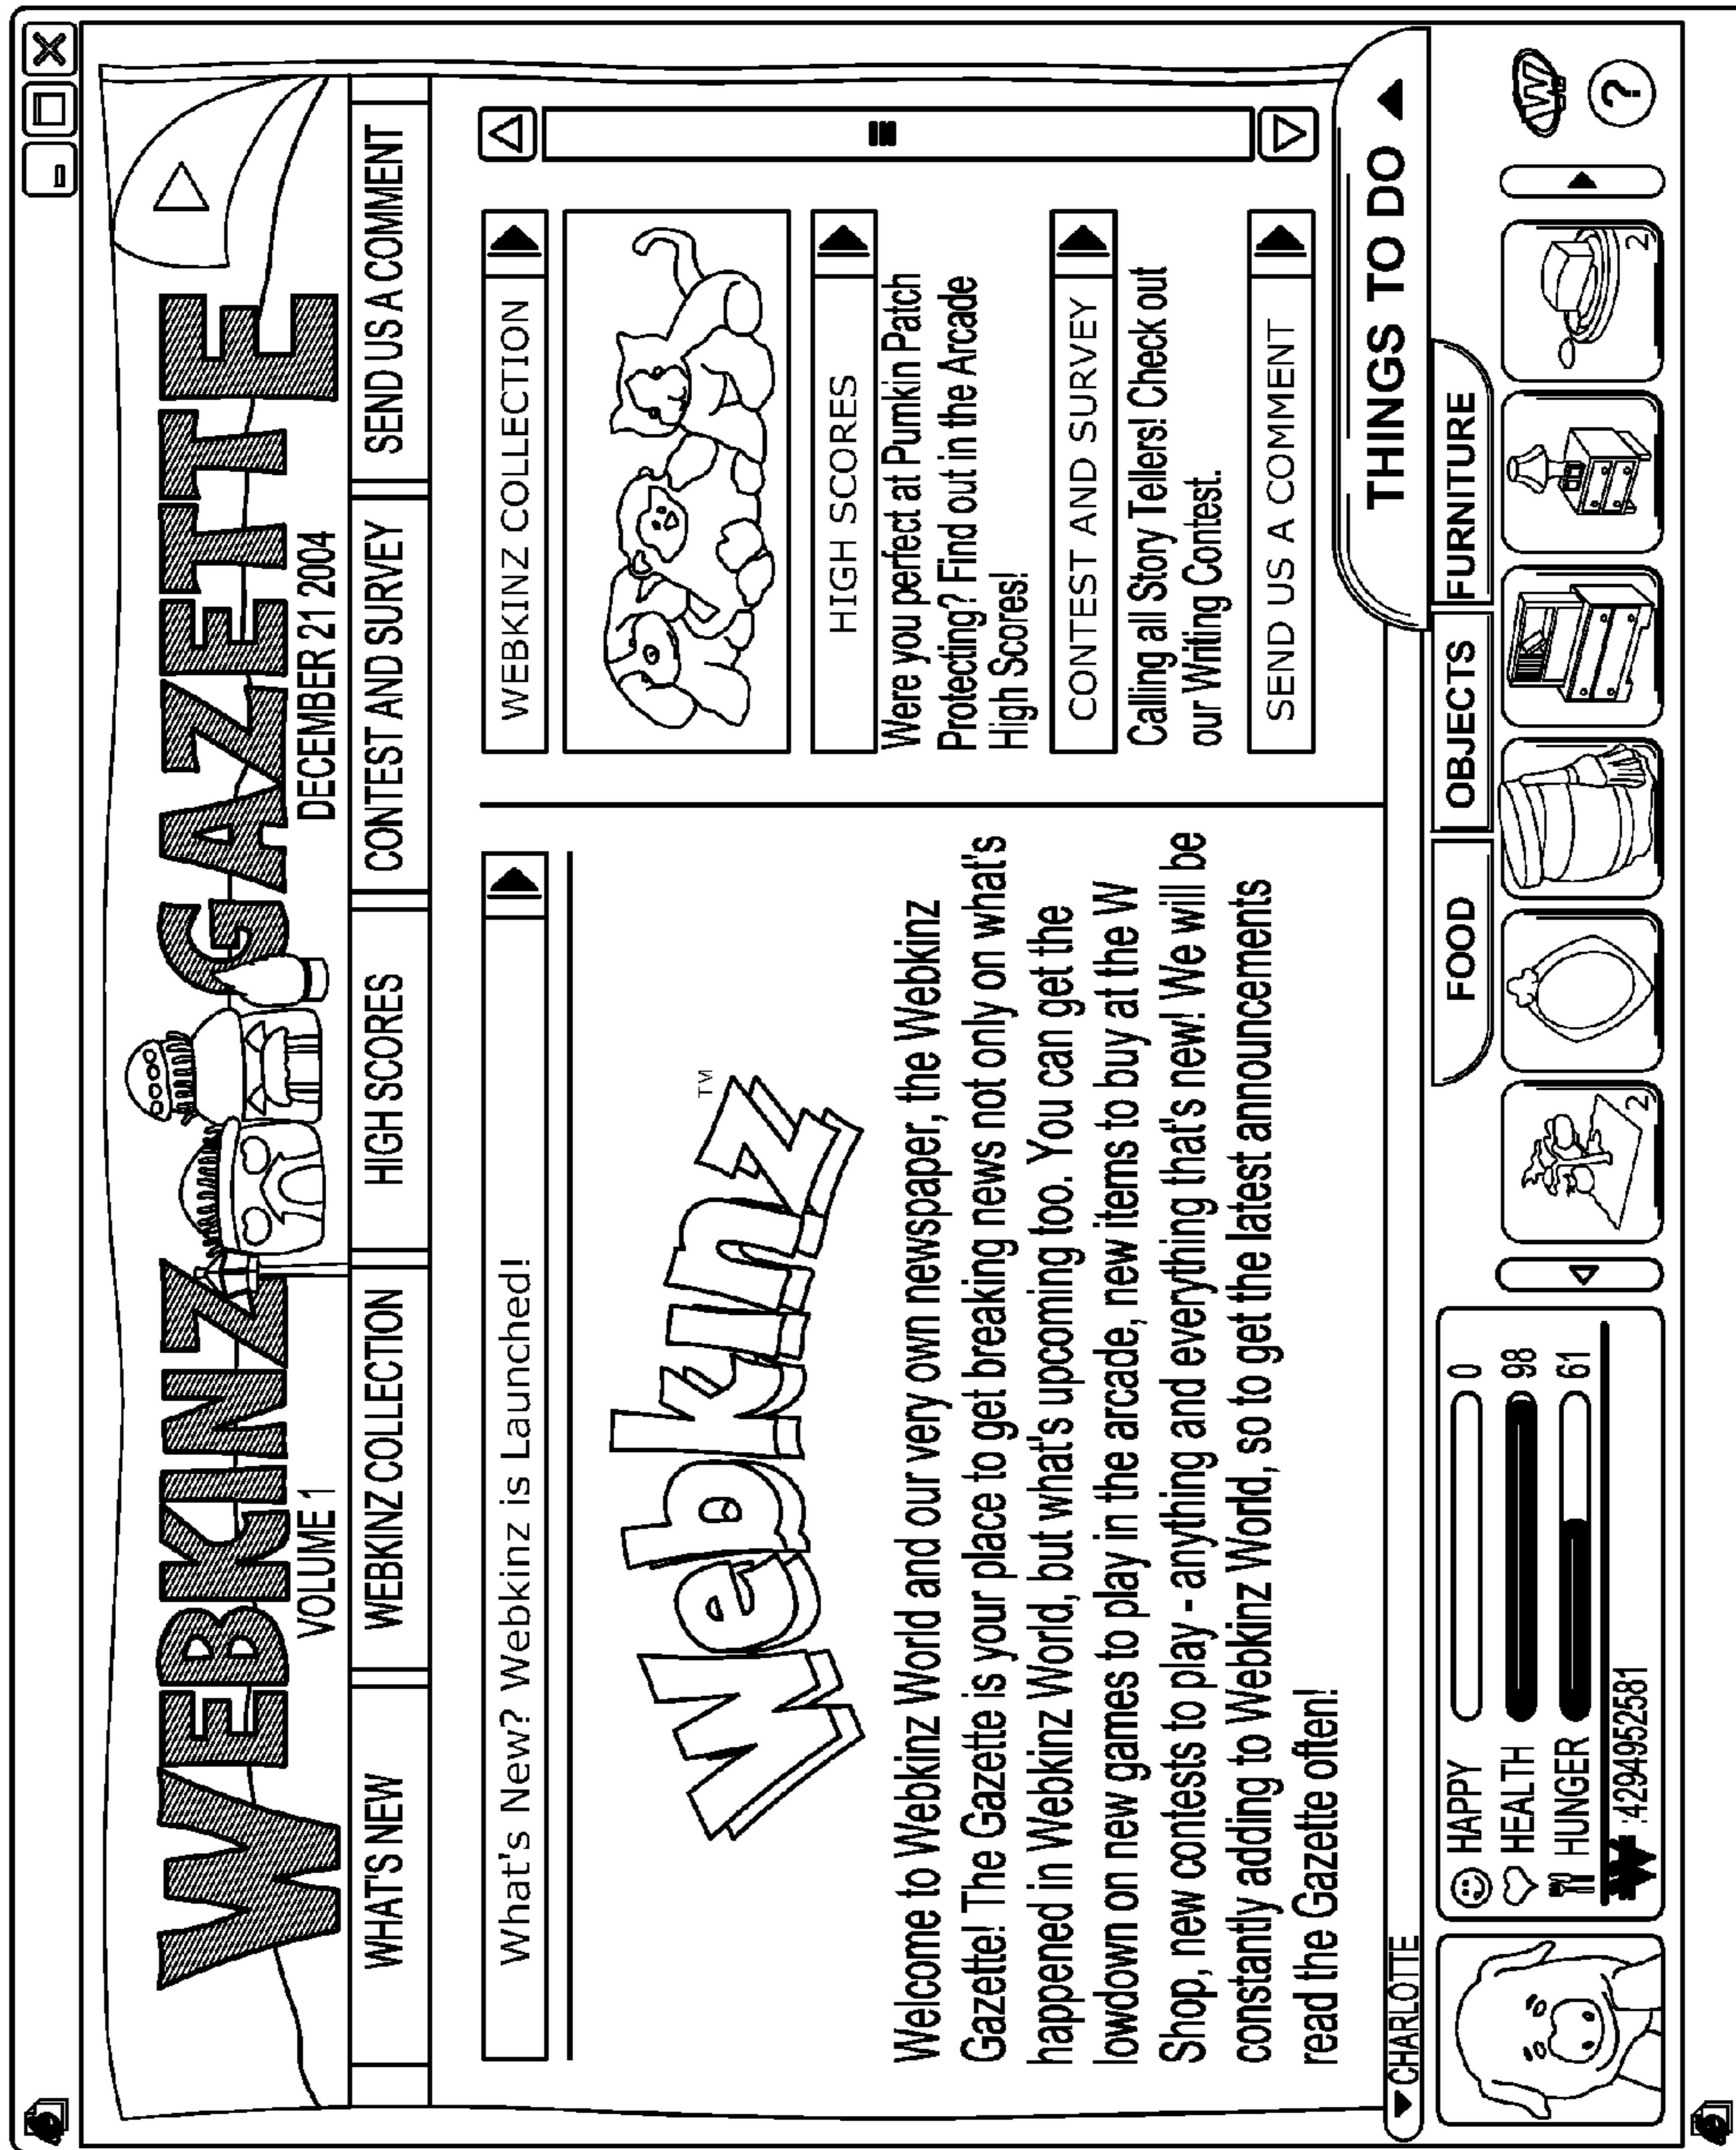 WEBKINZ GAZETTE
VOLUME 1
DECEMBER 21 2004
WHAT'S NEW
WEBKINZ COLLECTION
HIGH SCORES
CONTEST AND SURVEY
SEND US A COMMENT
What's New? Webkinz is Launched!
Webkinz™
Welcome to Webkinz World and our very own newspaper, the Webkinz
Gazette! The Gazette is your place to get breaking news not only on what's
happened in Webkinz World, but what's upcoming too. You can get the
lowdown on new games to play in the arcade, new items to buy at the W
Shop, new contests to play - anything and everything that's new! We will be
constantly adding to Webkinz World, so to get the latest announcements
read the Gazette often!
WEBKINZ COLLECTION
HIGH SCORES
Were you perfect at Pumkin Patch
Protecting? Find out in the Arcade
High Scores!
CONTEST AND SURVEY
Calling all Story Tellers! Check out
our Writing Contest.
SEND US A COMMENT
CHARLOTTE
THINGS TO DO
HAPPY 0
HEALTH 98
HUNGER 61
W :4294952581
FOOD
OBJECTS
FURNITURE
2
2
W
?